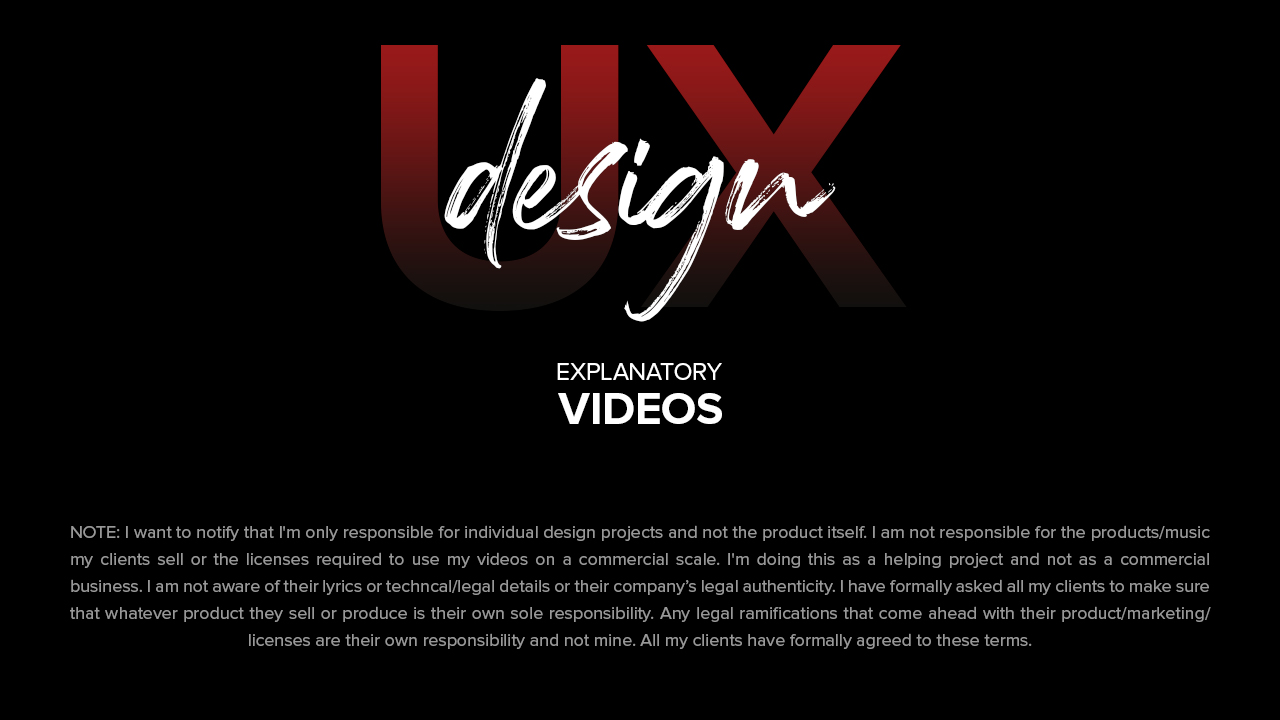 UX
design
EXPLANATORY
VIDEOS
NOTE: I want to notify that I'm only responsible for individual design projects and not the product itself. I am not responsible for the products/music
my clients sell or the licenses required to use my videos on a commercial scale. I'm doing this as a helping project and not as a commercial
business. I am not aware of their lyrics or techncal/legal details or their company’s legal authenticity. I have formally asked all my clients to make sure
that whatever product they sell or produce is their own sole responsibility. Any legal ramifications that come ahead with their product/marketing/
licenses are their own responsibility and not mine. All my clients have formally agreed to these terms.